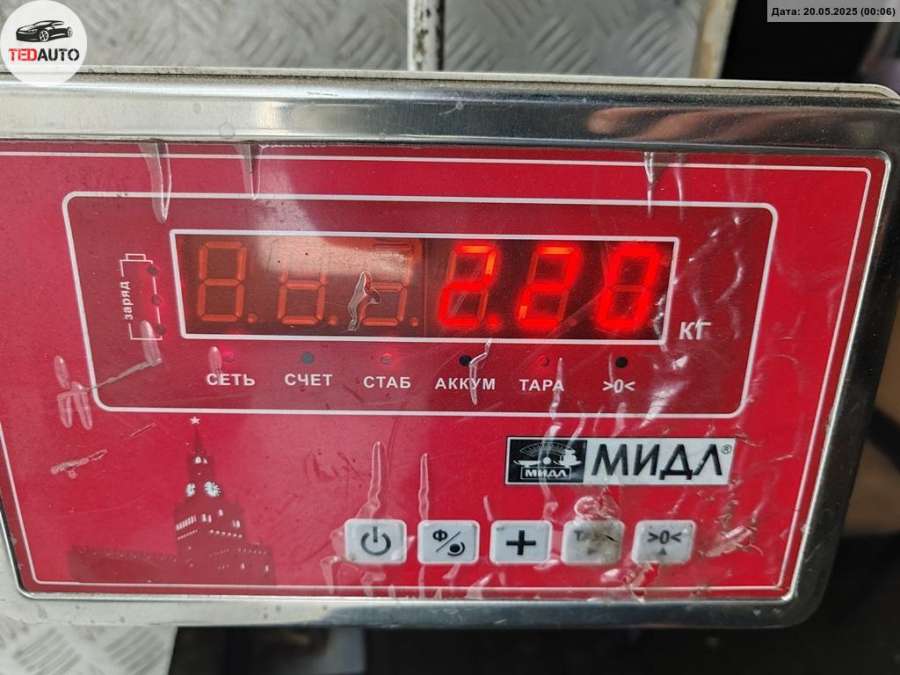 TEDAUTO
Дата: 20.05.2025 (00:06)
заряд
2.20
КГ
СЕТЬ СЧЕТ СТАБ АККУМ ТАРА >0<
МИДЛ МИДЛ®
Ф +  >0<